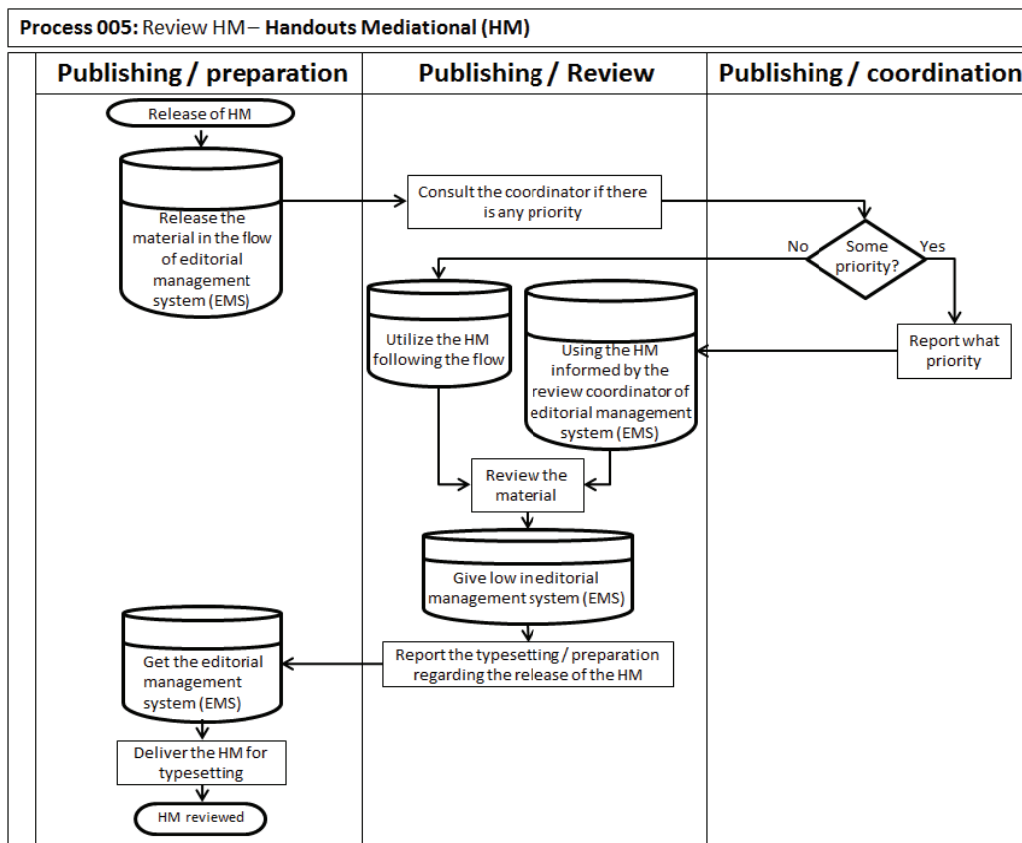 Process 005: Review HM– Handouts Mediational (HM)
Publishing / preparation
Publishing / Review
Publishing / coordination
Release of HM
Release the
material in the flow
of editorial
management
system (EMS)
Consult the coordinator if there
is any priority
No
Some
priority?
Yes
Utilize the HM
following the flow
Using the HM
informed by the
review coordinator of
editorial management
system (EMS)
Report what
priority
Review the
material
Give low in editorial
management system (EMS)
Report the typesetting / preparation
regarding the release of the HM
Get the editorial
management
system (EMS)
Deliver the HM for
typesetting
HM reviewed